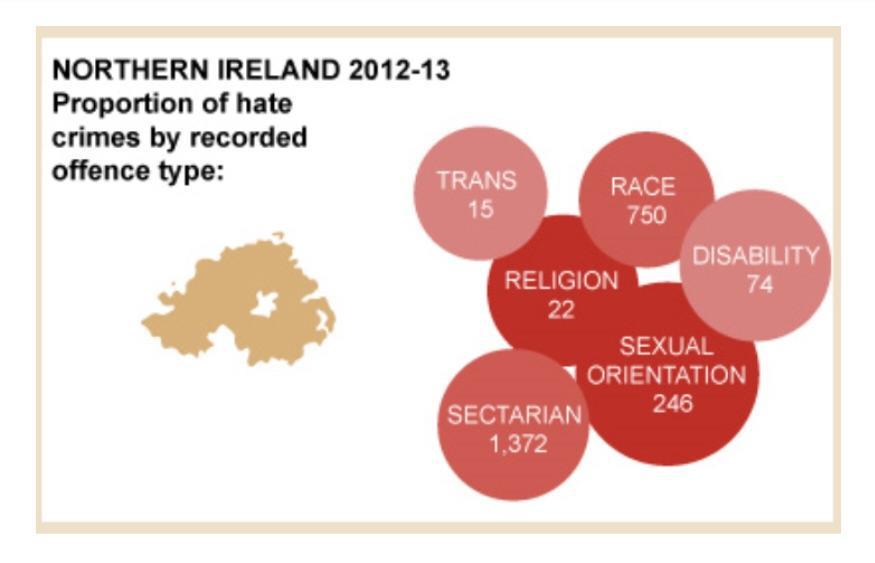 NORTHERN IRELAND 2012-13
Proportion of hate
crimes by recorded
offence type:
TRANS
15
RACE
750
DISABILITY
74
RELIGION
22
SEXUAL
ORIENTATION
246
SECTARIAN
1,372